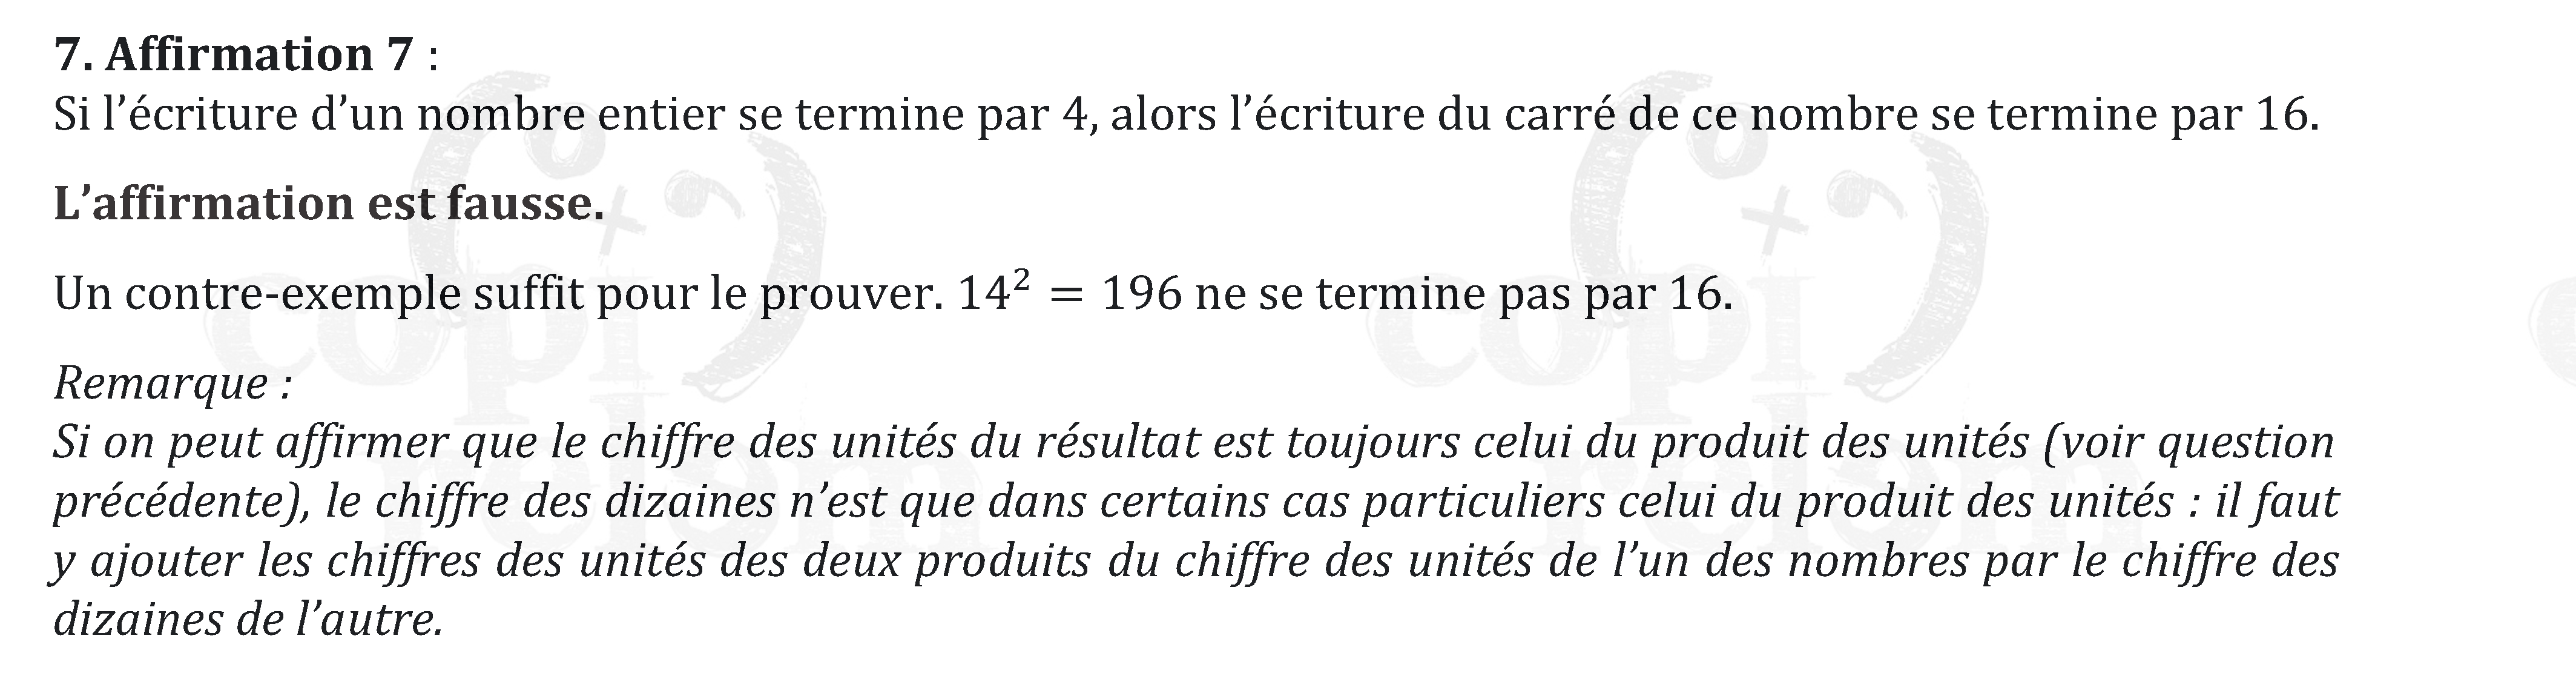 7. Affirmation 7 :
Si l’écriture d’un nombre entier se termine par 4, alors l’écriture du carré de ce nombre se termine par 16.
L’affirmation est fausse.
Un contre-exemple suffit pour le prouver. 14² = 196 ne se termine pas par 16.
Remarque :
Si on peut affirmer que le chiffre des unités du résultat est toujours celui du produit des unités (voir question
précédente), le chiffre des dizaines n’est que dans certains cas particuliers celui du produit des unités : il faut
y ajouter les chiffres des unités des deux produits du chiffre des unités de l’un des nombres par le chiffre des
dizaines de l’autre.
copi
relem
copi
relem